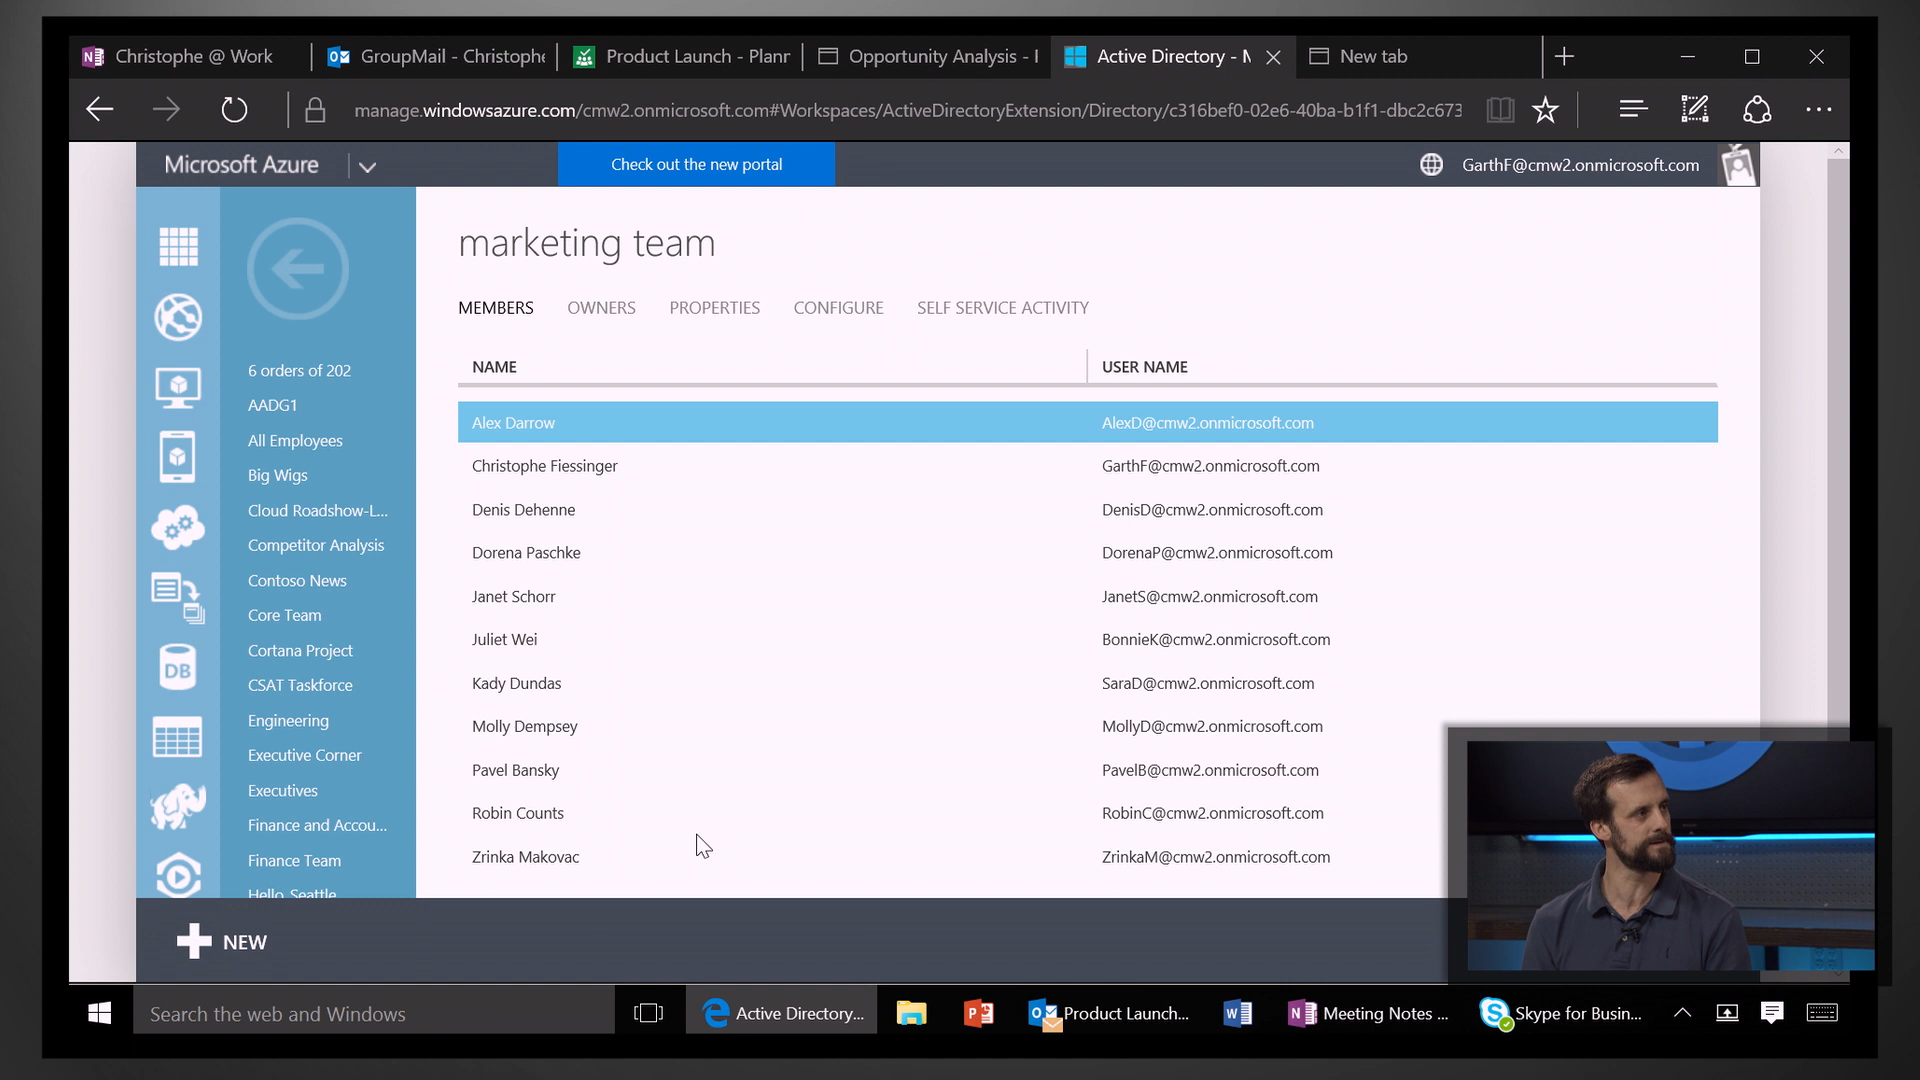 Christophe @ Work
GroupMail - Christophe
Product Launch - Plann
Opportunity Analysis - I
Active Directory - M
New tab
manage.windowsazure.com/cmw2.onmicrosoft.com#Workspaces/ActiveDirectoryExtension/Directory/c316bef0-02e6-40ba-b1f1-dbc2c673
Microsoft Azure
Check out the new portal
GarthF@cmw2.onmicrosoft.com
marketing team
MEMBERS OWNERS PROPERTIES CONFIGURE SELF SERVICE ACTIVITY
6 orders of 202
AADG1
All Employees
Big Wigs
Cloud Roadshow-L...
Competitor Analysis
Contoso News
Core Team
Cortana Project
CSAT Taskforce
Engineering
Executive Corner
Executives
Finance and Accou...
Finance Team
Hello Seattle
DB
NAME USER NAME
Alex Darrow AlexD@cmw2.onmicrosoft.com
Christophe Fiessinger GarthF@cmw2.onmicrosoft.com
Denis Dehenne DenisD@cmw2.onmicrosoft.com
Dorena Paschke DorenaP@cmw2.onmicrosoft.com
Janet Schorr JanetS@cmw2.onmicrosoft.com
Juliet Wei BonnieK@cmw2.onmicrosoft.com
Kady Dundas SaraD@cmw2.onmicrosoft.com
Molly Dempsey MollyD@cmw2.onmicrosoft.com
Pavel Bansky PavelB@cmw2.onmicrosoft.com
Robin Counts RobinC@cmw2.onmicrosoft.com
Zrinka Makovac ZrinkaM@cmw2.onmicrosoft.com
NEW
Search the web and Windows
Active Directory...
Product Launch...
Meeting Notes ...
Skype for Busin...